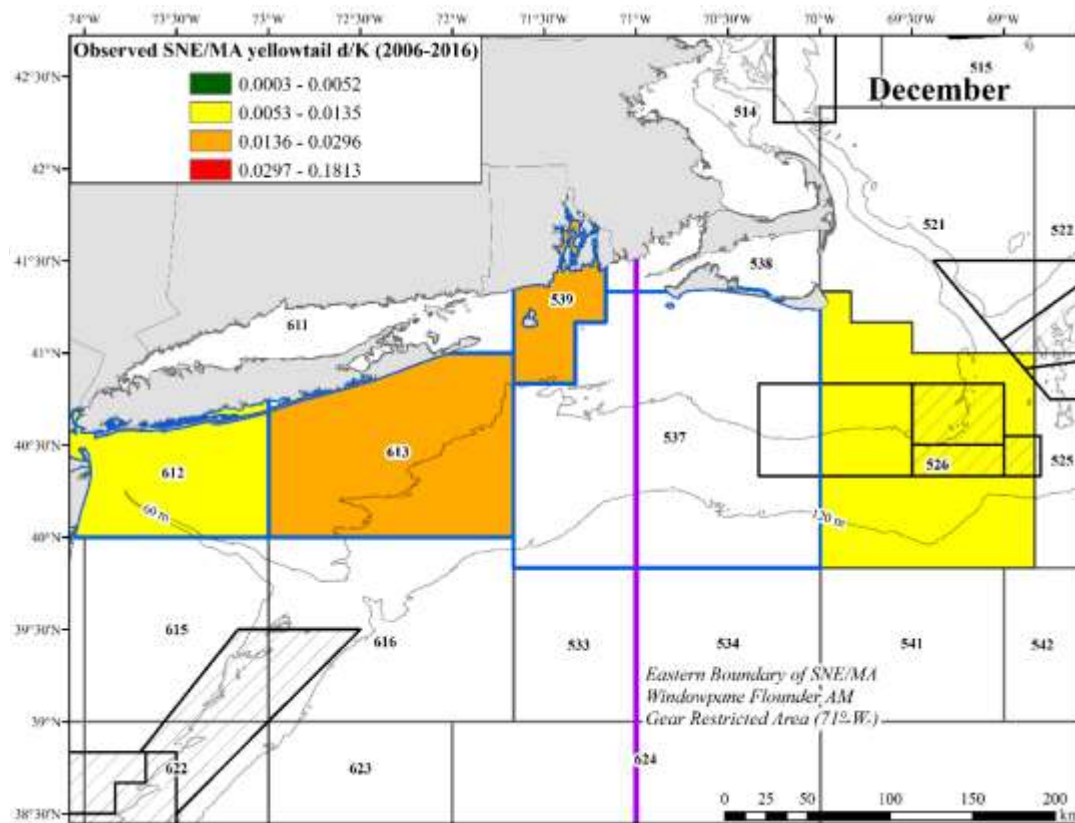 74°W 73°30'W 73°W 72°30'W 72°W 71°30'W 71°W 70°30'W 70°W 69°30'W 69°W
Observed SNE/MA yellowtail d/K (2006-2016)
0.0003 - 0.0052
0.0053 - 0.0135
0.0136 - 0.0296
0.0297 - 0.1813
December
515
514
42°30'N
42°N
521
522
41°30'N
538
539
611
41°N
537
40°30'N
613
612
526
525
60 m
120 m
40°N
39°30'N
615
616
533
534
541
542
Eastern Boundary of SNE/MA
Windowpane Flounder AM
Gear Restricted Area (71° W.)
39°N
622
623
624
38°30'N
0 25 50 100 150 200
km